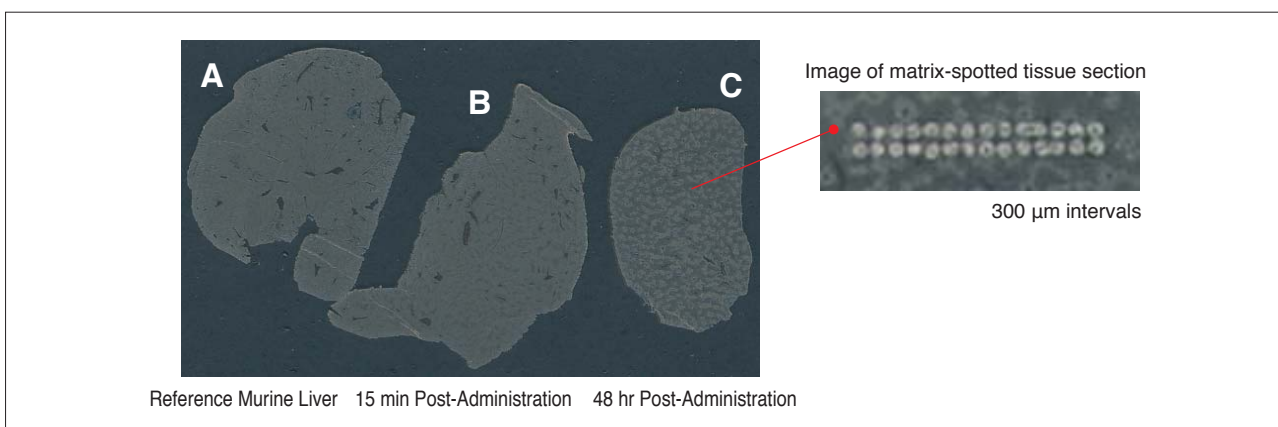 A
B
C
Image of matrix-spotted tissue section
300 µm intervals
Reference Murine Liver 15 min Post-Administration 48 hr Post-Administration